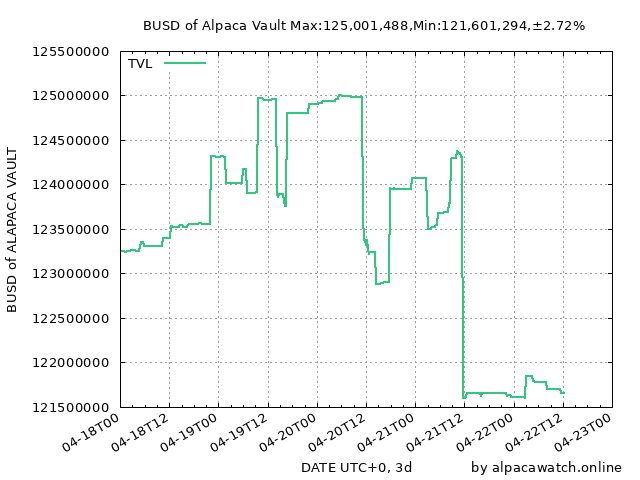 BUSD of Alpaca Vault Max:125,001,488,Min:121,601,294,±2.72%
TVL
125500000
125000000
124500000
124000000
123500000
123000000
122500000
122000000
121500000
BUSD of ALAPACA VAULT
04-18T00
04-18T12
04-19T00
04-19T12
04-20T00
04-20T12
04-21T00
04-21T12
04-22T00
04-22T12
04-23T00
DATE UTC+0, 3d
by alpacawatch.online